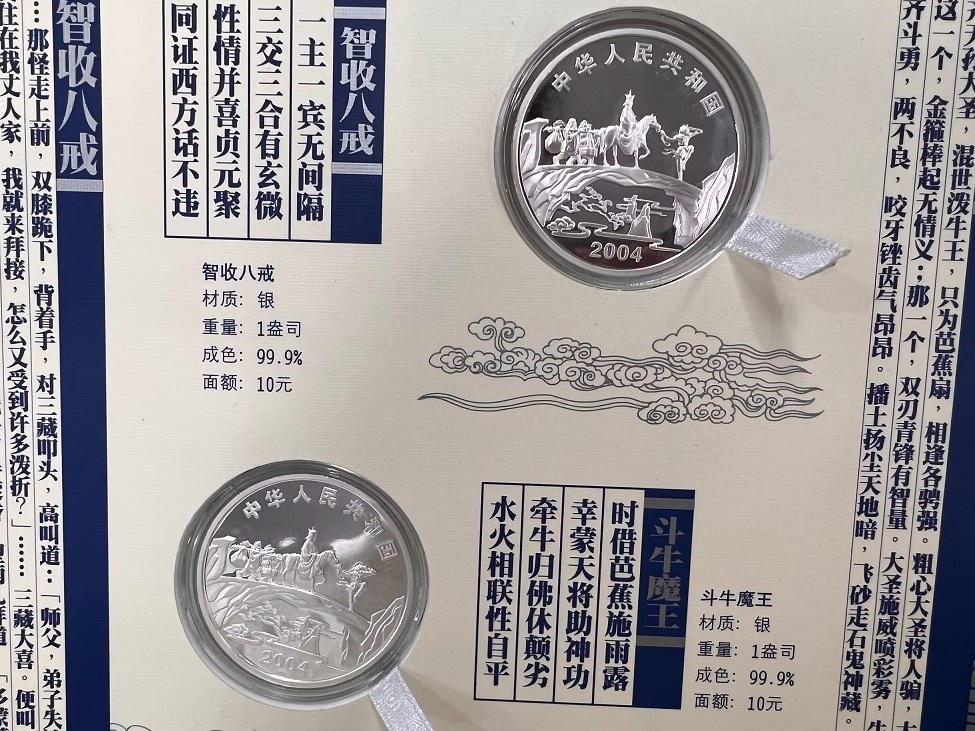 智收八戒
…那怪走上前，双膝跪下，背着手，对三藏叩头，高叫道：「师父，弟子失
住在我丈人家，我就来拜接，怎么又受到许多泼折？」……三藏大喜。便叫
智收八戒
一主一宾无间隔
三交三合有玄微
性情并喜贞元聚
同证西方话不违
智收八戒
材质：银
重量：1盎司
成色：99.9%
面额：10元
中华人民共和国
2004
中华人民共和国
2004
斗牛魔王
时借芭蕉施雨露
幸蒙天将助神功
牵牛归佛休颠劣
水火相联性自平
斗牛魔王
材质：银
重量：1盎司
成色：99.9%
面额：10元
大圣，混世泼牛王，只为芭蕉扇，相逢各骋强。粗心大圣将人骗，大
这一个，金箍棒起无情义；那一个，双刃青锋有智量。大圣施威喷彩雾，牛
齐斗勇，两不良，咬牙锉齿气昂昂。播土扬尘天地暗，飞砂走石鬼神藏。